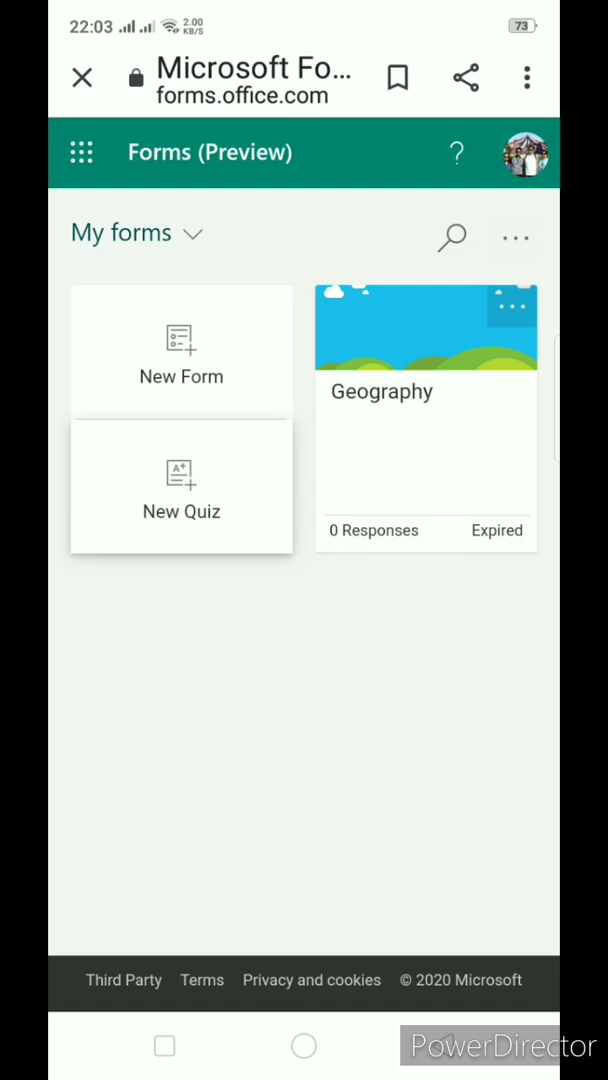 22:03 2.00 KB/S 73
Microsoft Fo...
forms.office.com
Forms (Preview) ?
My forms
New Form
A+
New Quiz
Geography
0 Responses Expired
Third Party Terms Privacy and cookies © 2020 Microsoft
PowerDirector